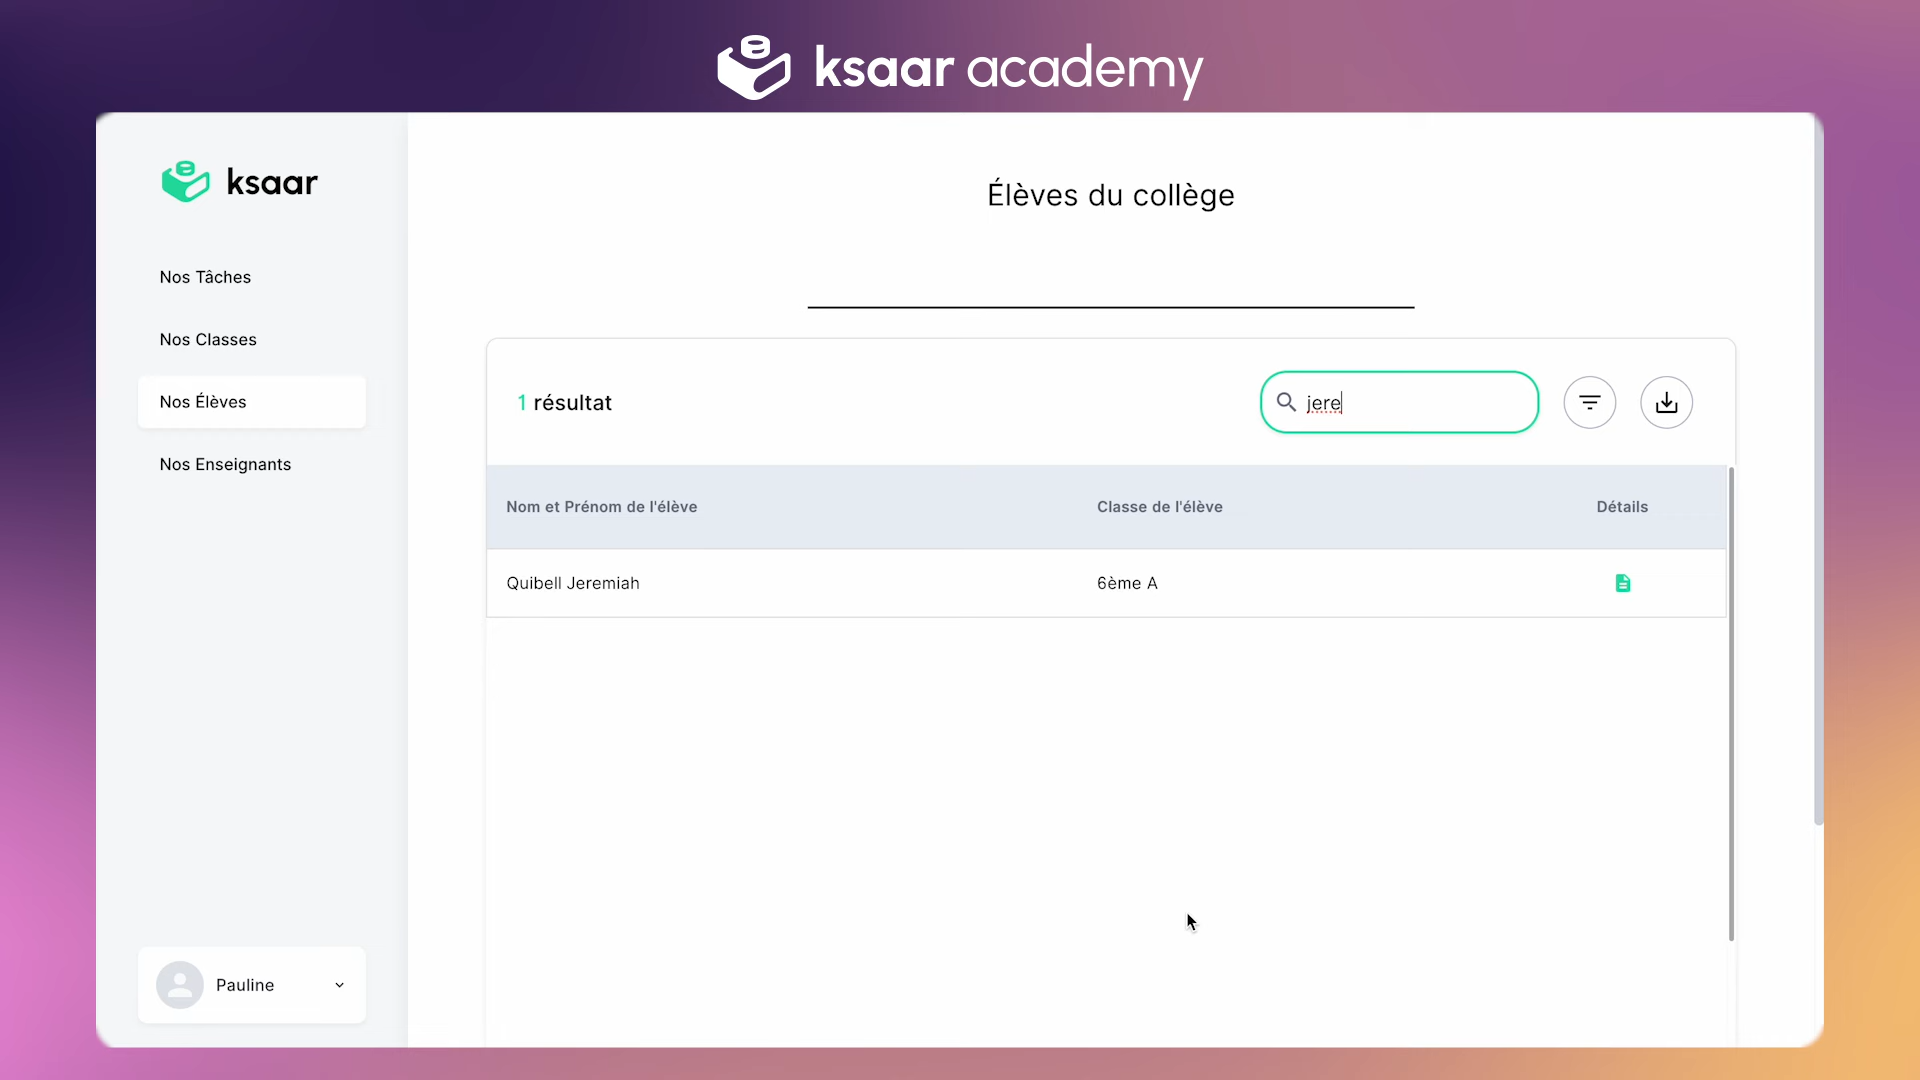 ksaar academy
ksaar
Nos Tâches
Nos Classes
Nos Élèves
Nos Enseignants
Pauline
Élèves du collège
1 résultat
jere
Nom et Prénom de l'élève Classe de l'élève Détails
Quibell Jeremiah 6ème A